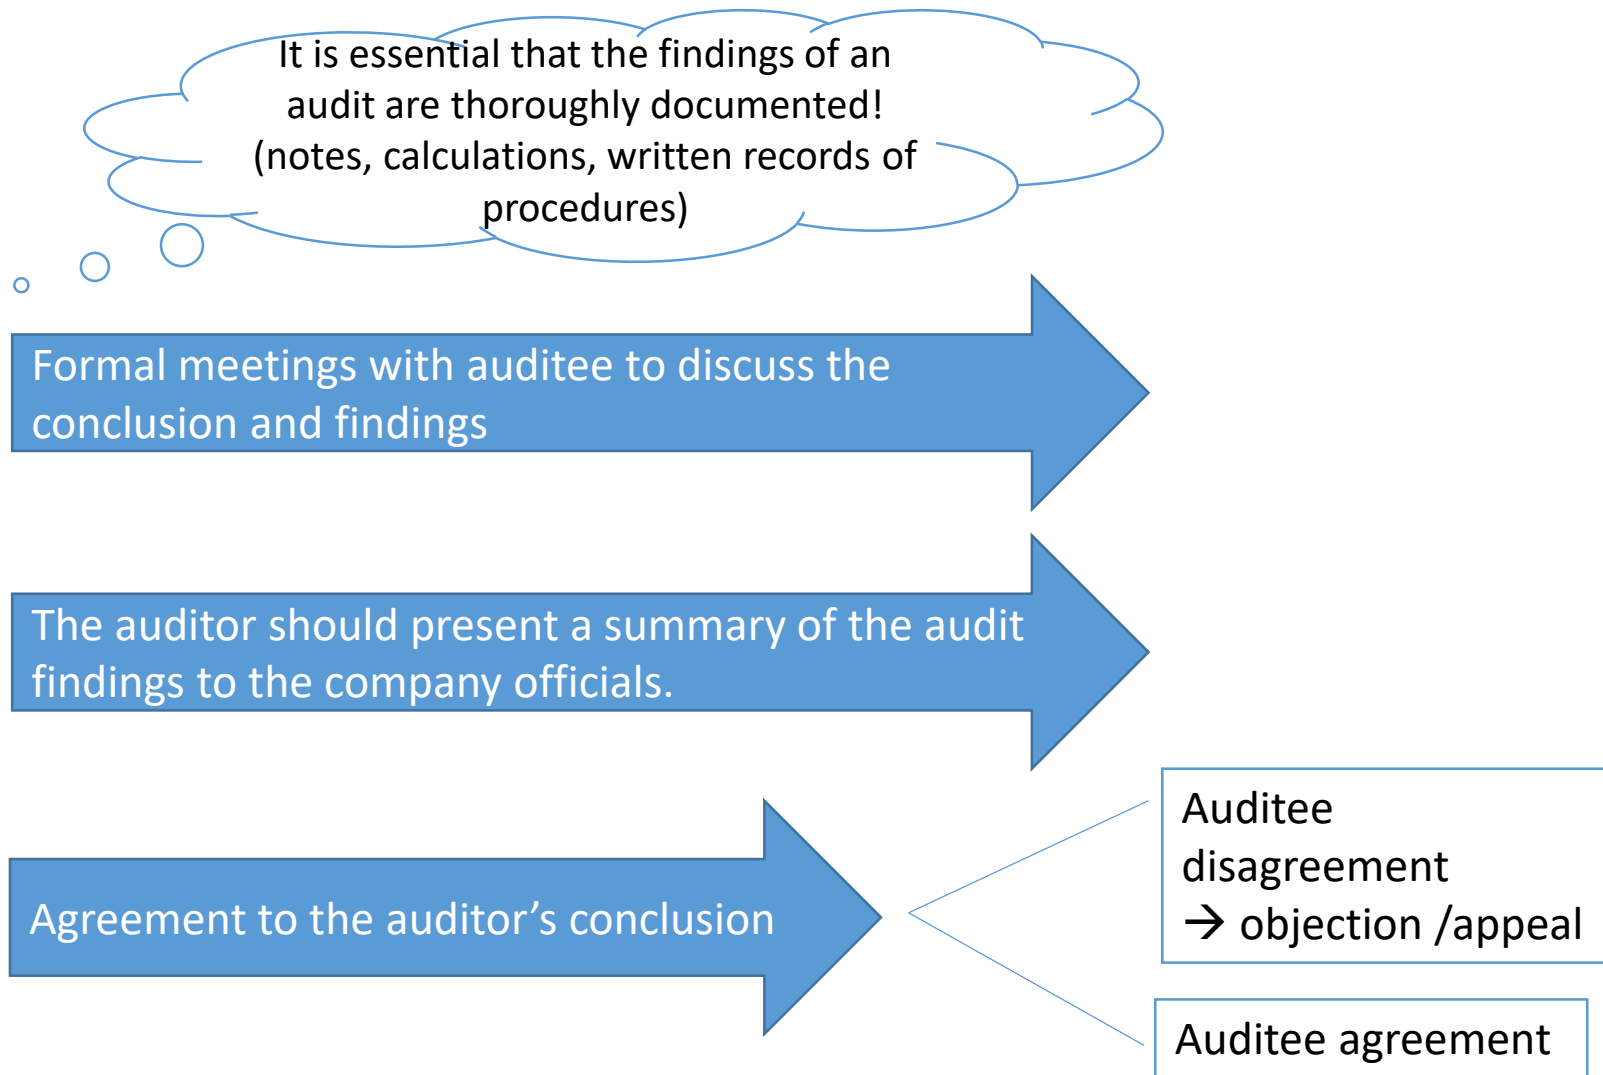 It is essential that the findings of an
audit are thoroughly documented!
(notes, calculations, written records of
procedures)
Formal meetings with auditee to discuss the
conclusion and findings
The auditor should present a summary of the audit
findings to the company officials.
Agreement to the auditor’s conclusion
Auditee
disagreement
→ objection /appeal
Auditee agreement